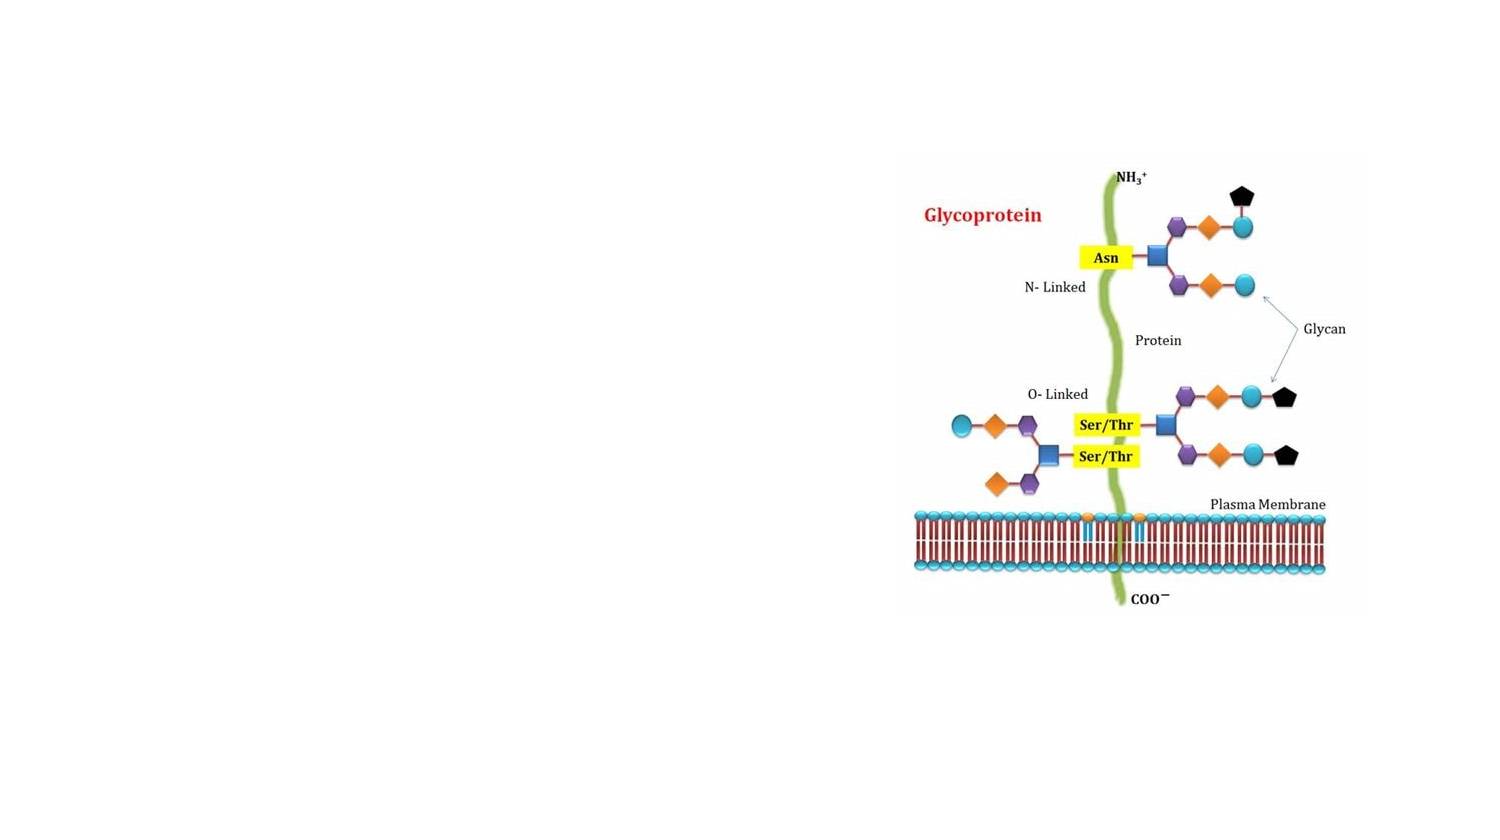 NH₃⁺
Glycoprotein
Asn
N- Linked
Glycan
Protein
O- Linked
Ser/Thr
Ser/Thr
Plasma Membrane
COO⁻